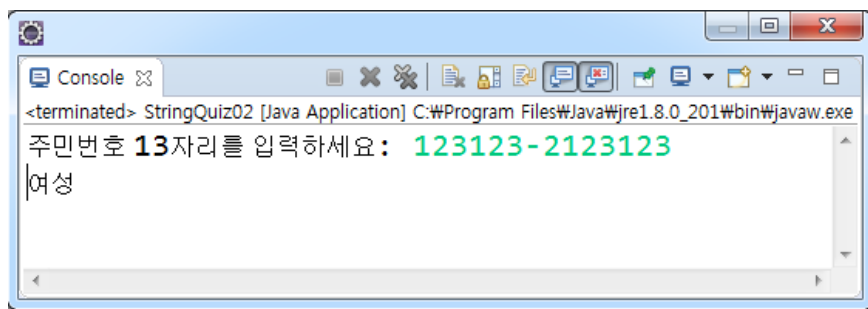 Console
<terminated> StringQuiz02 [Java Application] C:₩Program Files₩Java₩jre1.8.0_201₩bin₩javaw.exe
주민번호 13자리를 입력하세요: 123123-2123123
여성